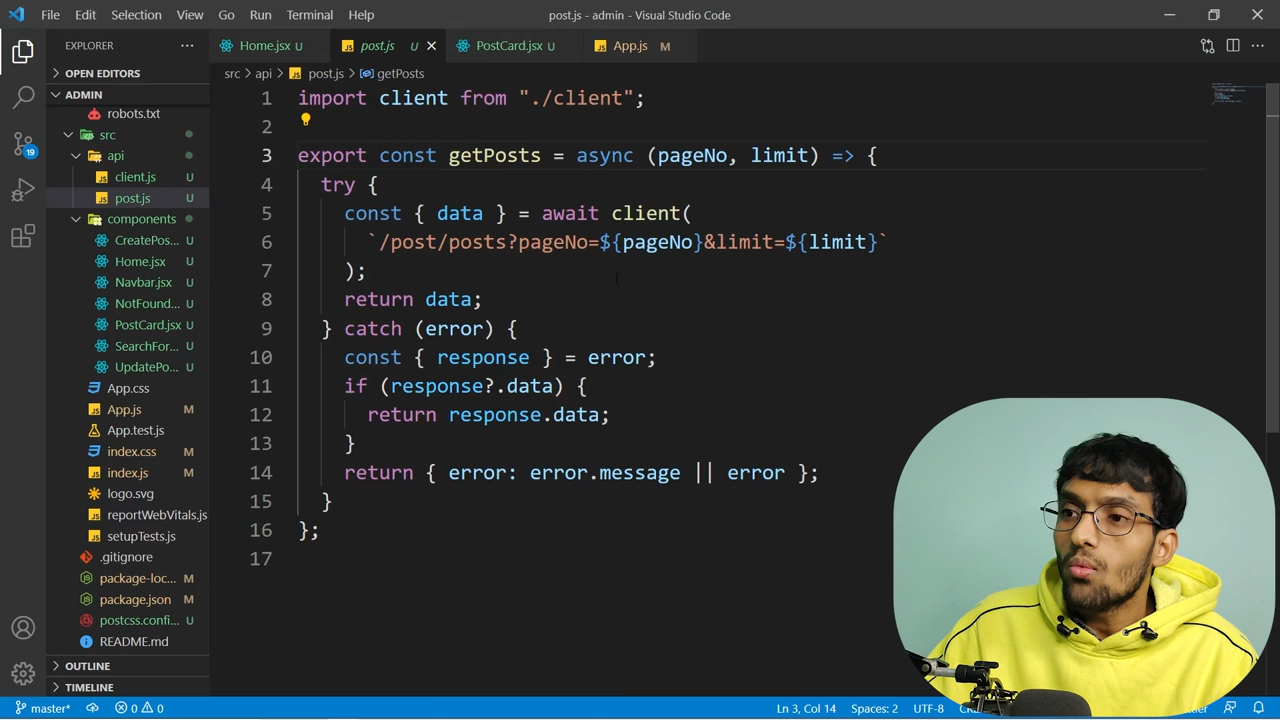 File Edit Selection View Go Run Terminal Help post.js - admin - Visual Studio Code
EXPLORER
OPEN EDITORS
ADMIN
robots.txt
src
api
client.js U
post.js U
components
CreatePos... U
Home.jsx U
Navbar.jsx U
NotFound... U
PostCard.jsx U
SearchFor... U
UpdatePo... U
App.css
App.js M
App.test.js
index.css
index.js M
logo.svg
reportWebVitals.js
setupTests.js
.gitignore
package-loc... M
package.json M
postcss.confi... U
README.md
OUTLINE
TIMELINE
19
Home.jsx U post.js U PostCard.jsx U App.js M
src > api > post.js > getPosts
1 import client from "./client";
2
3 export const getPosts = async (pageNo, limit) => {
4 try {
5 const { data } = await client(
6 `/post/posts?pageNo=${pageNo}&limit=${limit}`
7 );
8 return data;
9 } catch (error) {
10 const { response } = error;
11 if (response?.data) {
12 return response.data;
13 }
14 return { error: error.message || error };
15 }
16 };
17
master* 0 0 Ln 3, Col 14 Spaces: 2 UTF-8